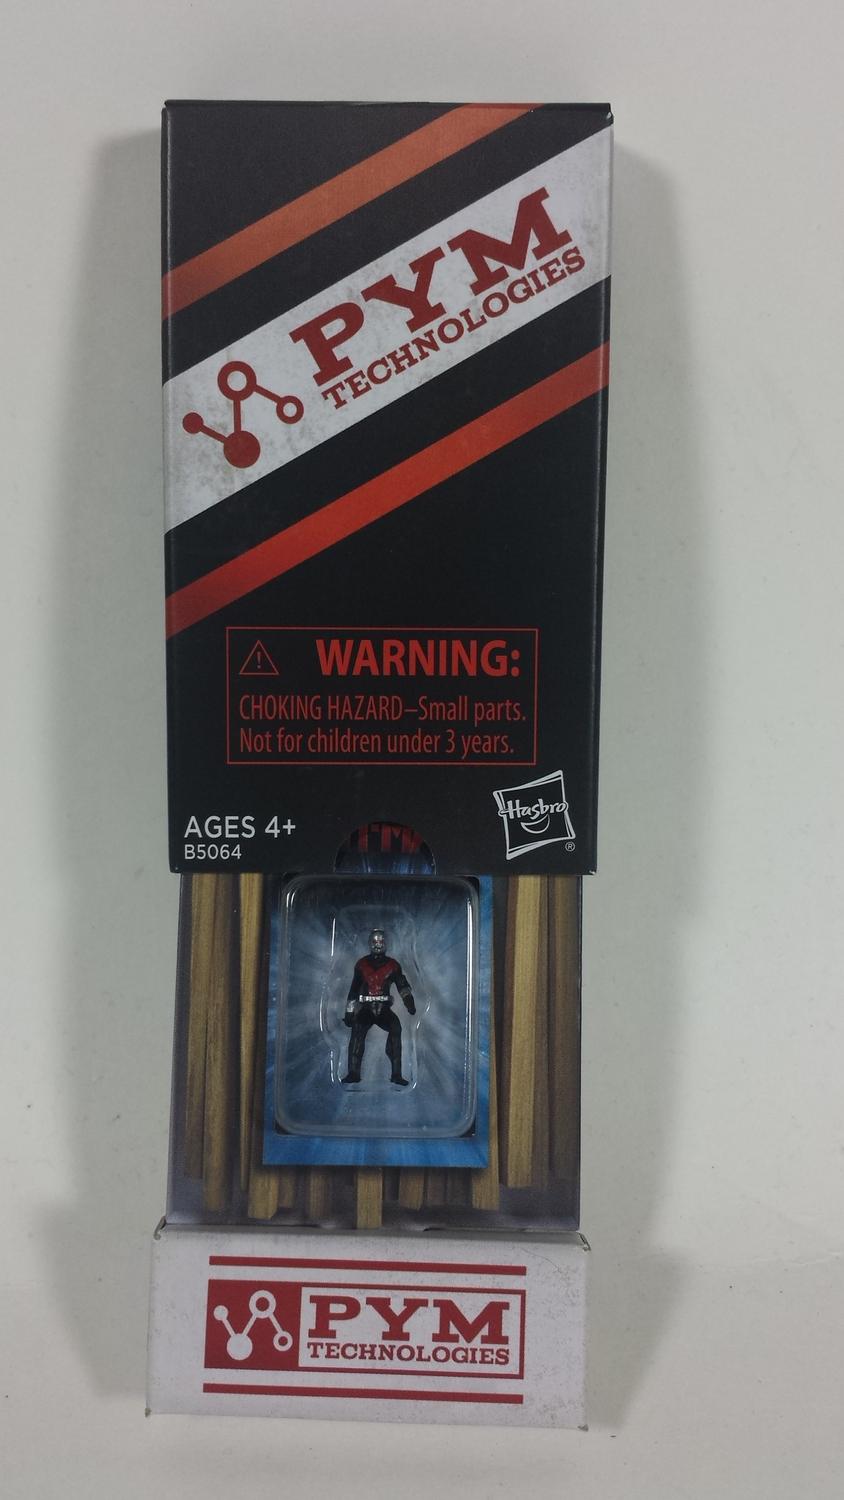 PYM
TECHNOLOGIES
WARNING:
CHOKING HAZARD–Small parts.
Not for children under 3 years.
AGES 4+
B5064
Hasbro
®
PYM
TECHNOLOGIES